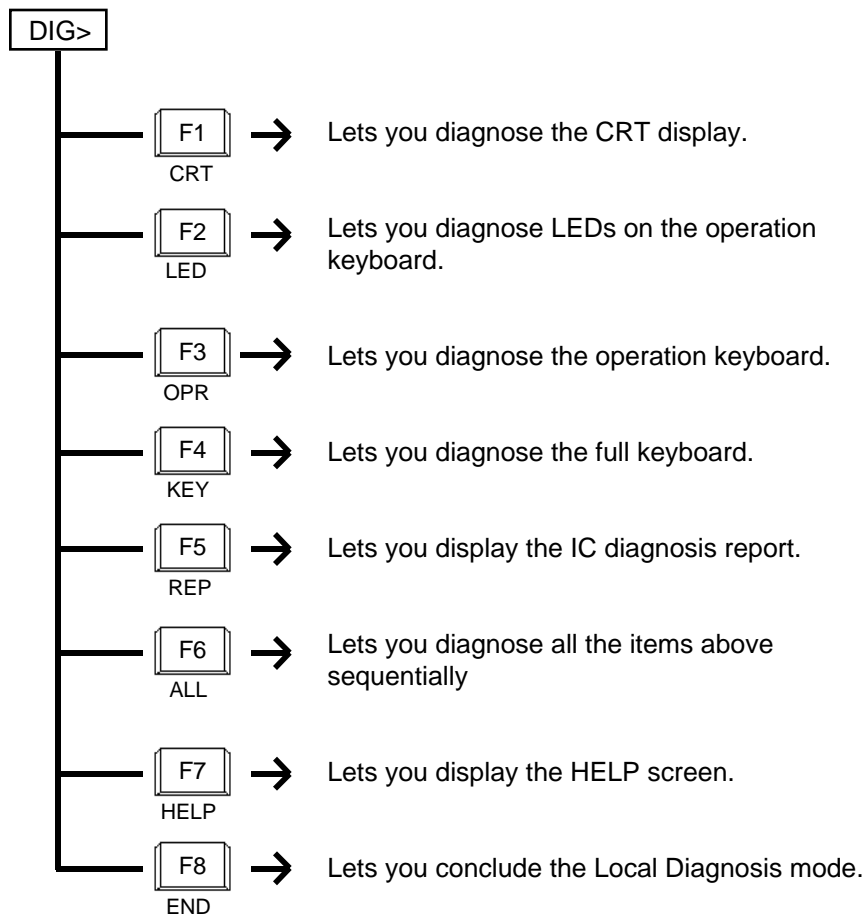 DIG>
F1
CRT
Lets you diagnose the CRT display.
F2
LED
Lets you diagnose LEDs on the operation
keyboard.
F3
OPR
Lets you diagnose the operation keyboard.
F4
KEY
Lets you diagnose the full keyboard.
F5
REP
Lets you display the IC diagnosis report.
F6
ALL
Lets you diagnose all the items above
sequentially
F7
HELP
Lets you display the HELP screen.
F8
END
Lets you conclude the Local Diagnosis mode.